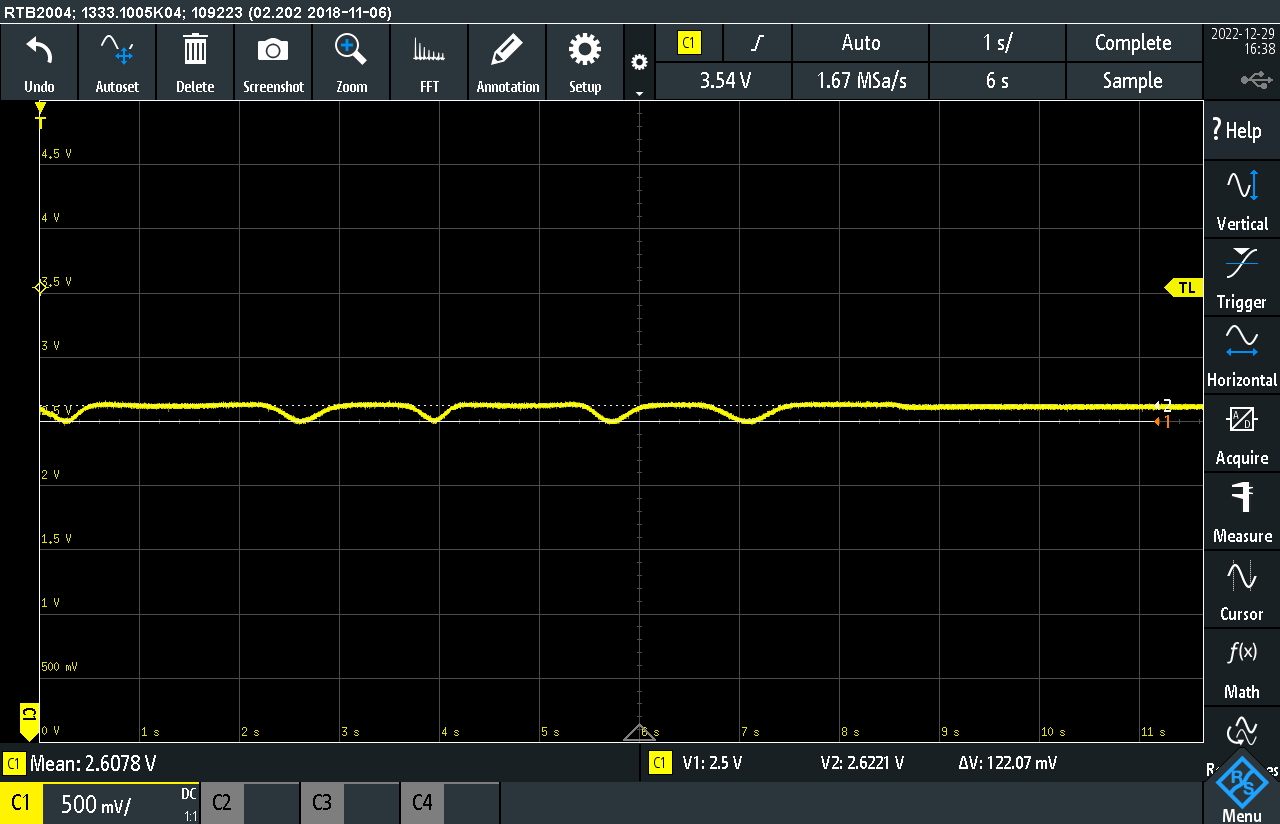 RTB2004; 1333.1005K04; 109223 (02.202 2018-11-06)
Undo
Autoset
Delete
Screenshot
Zoom
FFT
Annotation
Setup
C1
Auto
1 s/
Complete
3.54 V
1.67 MSa/s
6 s
Sample
2022-12-29
16:38
T
4.5 V
4 V
3.5 V
3 V
2.5 V
2 V
1.5 V
1 V
500 mV
0 V
1 s
2 s
3 s
4 s
5 s
6 s
7 s
8 s
9 s
10 s
11 s
TL
2
1
C1
? Help
Vertical
Trigger
Horizontal
A/D
Acquire
Measure
Cursor
f(x)
Math
R&S
Menu
C1 Mean: 2.6078 V
C1 V1: 2.5 V V2: 2.6221 V ΔV: 122.07 mV
C1 500 mV/ DC 1:1
C2
C3
C4